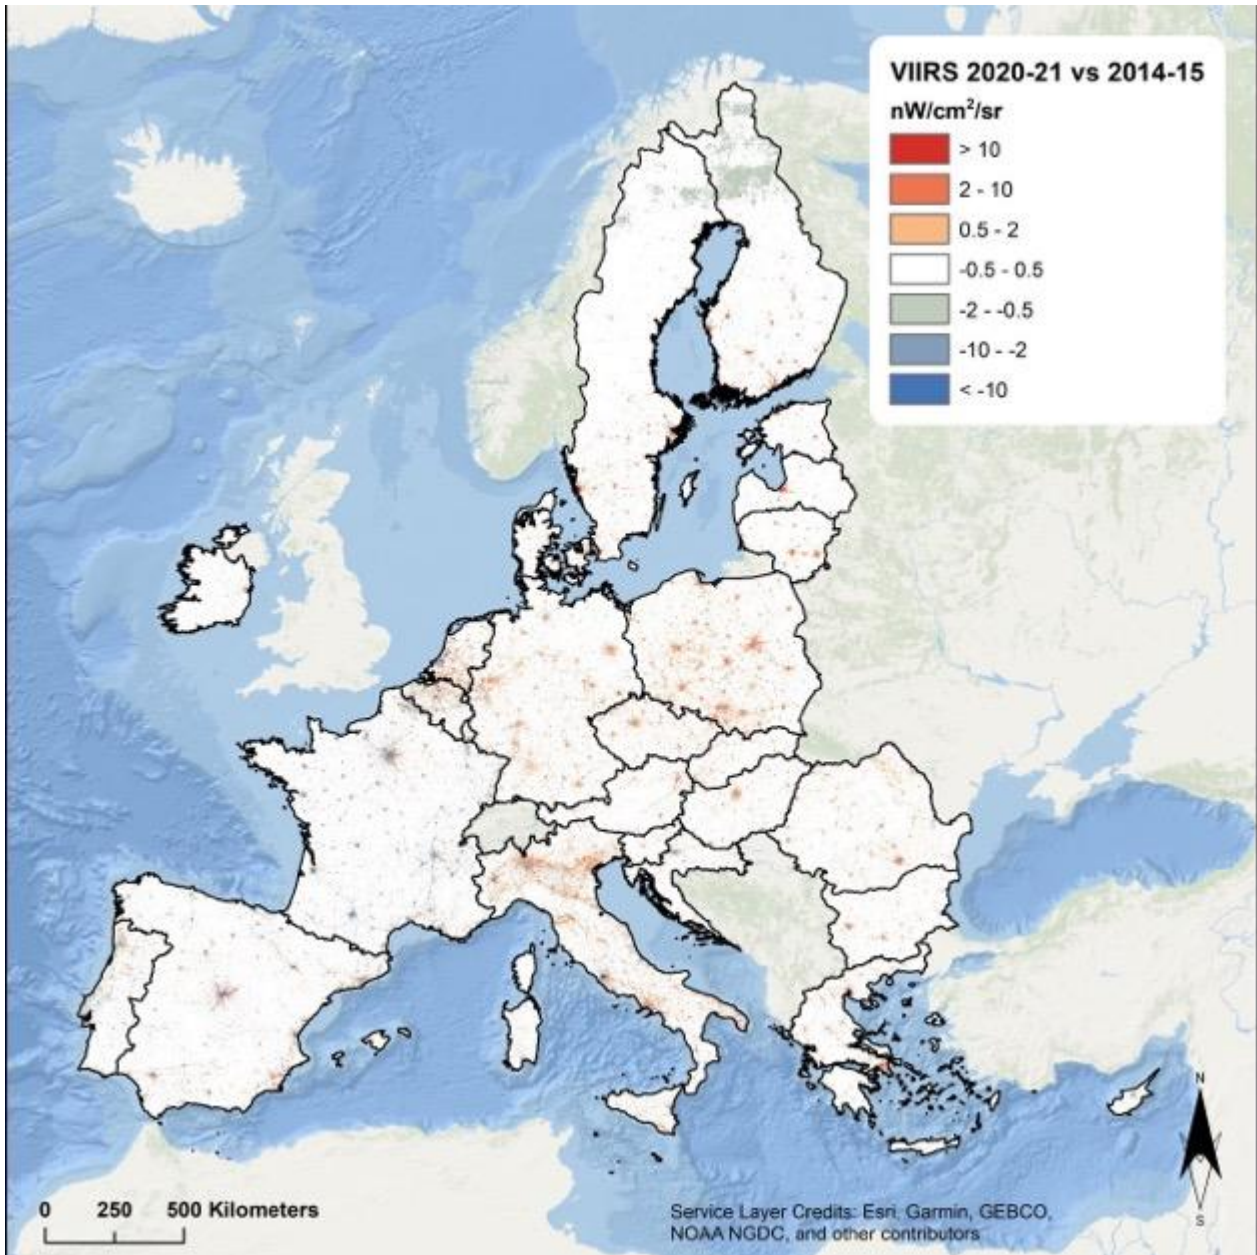 VIIRS 2020-21 vs 2014-15
nW/cm²/sr
> 10
2 - 10
0.5 - 2
-0.5 - 0.5
-2 - -0.5
-10 - -2
< -10
N
S
0 250 500 Kilometers
Service Layer Credits: Esri, Garmin, GEBCO,
NOAA NGDC, and other contributors